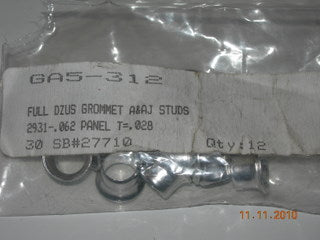 GA5-312
FULL DZUS GROMMET A&AJ STUDS
2931-.062 PANEL T=.028
30 SB#27710 Qty:12
11.11.2010